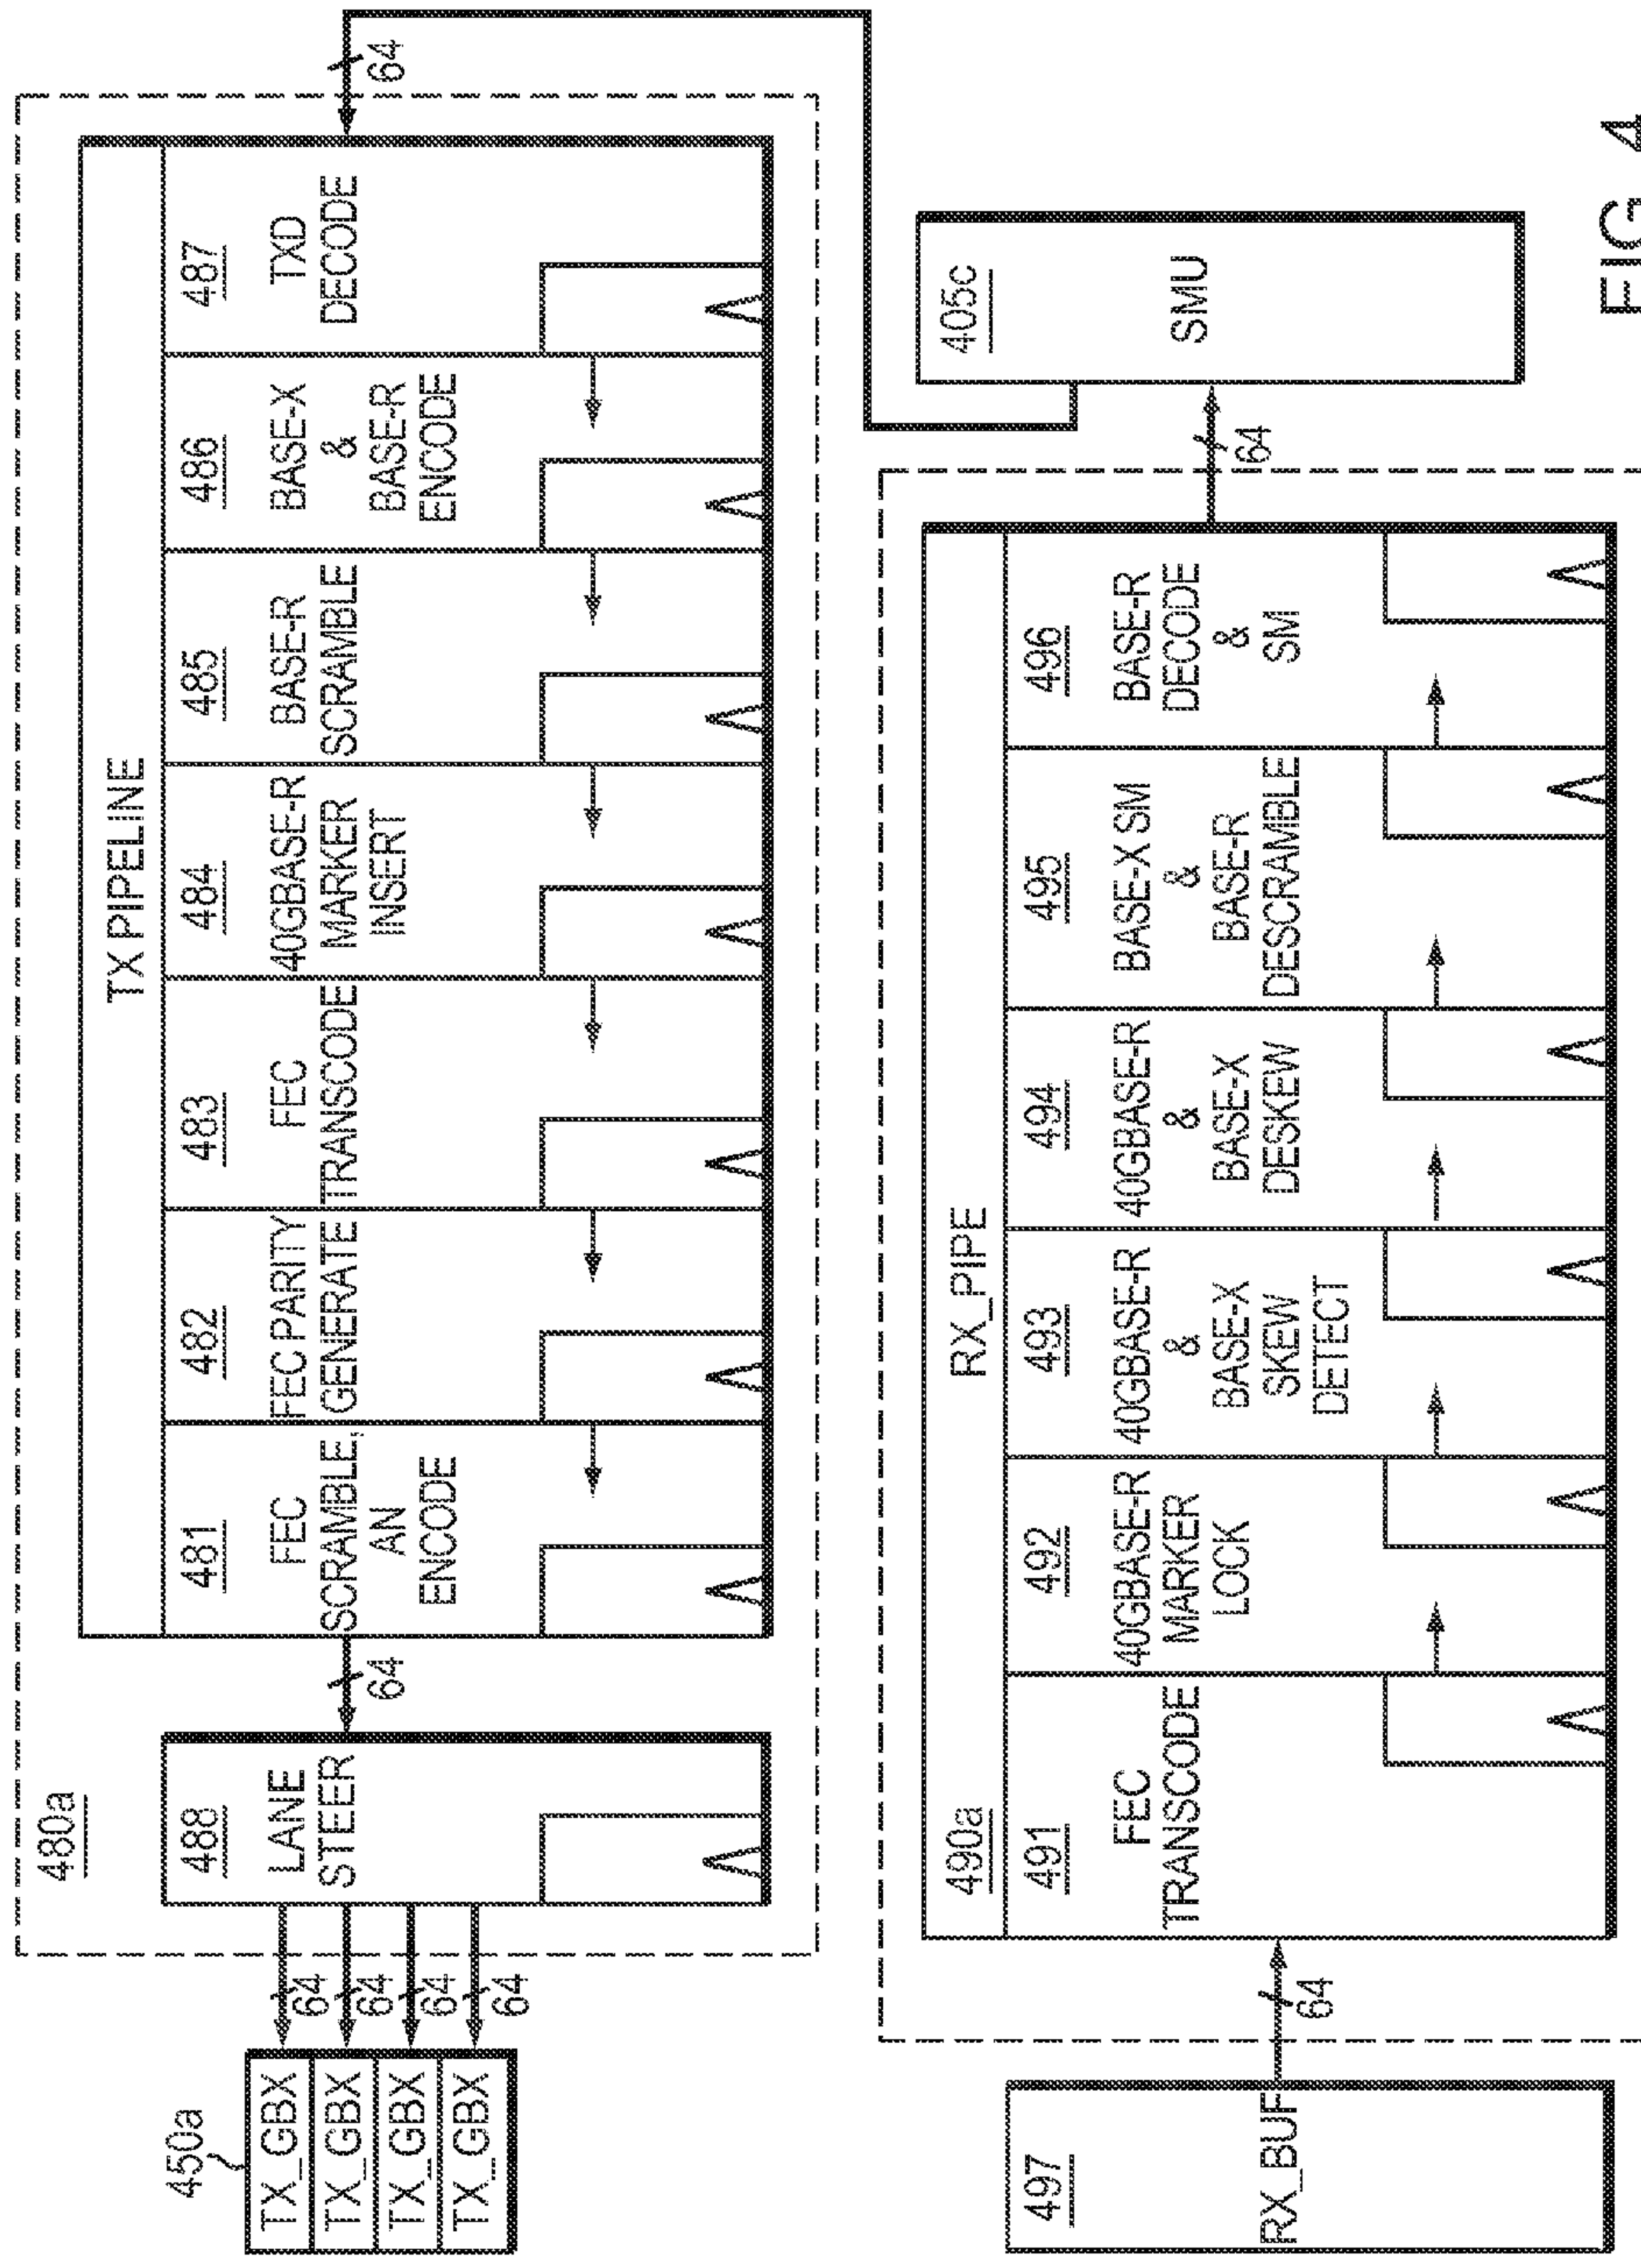 480a
TX PIPELINE
450a
TX_GBX
TX_GBX
TX_GBX
TX_GBX
64
64
64
64
488
LANE
STEER
64
481
FEC
SCRAMBLE,
AN
ENCODE
482
FEC PARITY
GENERATE
483
FEC
TRANSCODE
484
40GBASE-R
MARKER
INSERT
485
BASE-R
SCRAMBLE
486
BASE-X
&
BASE-R
ENCODE
487
TXD
DECODE
64
497
RX_BUF
64
490a
RX_PIPE
491
FEC
TRANSCODE
492
40GBASE-R
MARKER
LOCK
493
40GBASE-R
&
BASE-X
SKEW
DETECT
494
40GBASE-R
&
BASE-X
DESKEW
495
BASE-X SM
&
BASE-R
DESCRAMBLE
496
BASE-R
DECODE
&
SM
64
405c
SMU
FIG. 4